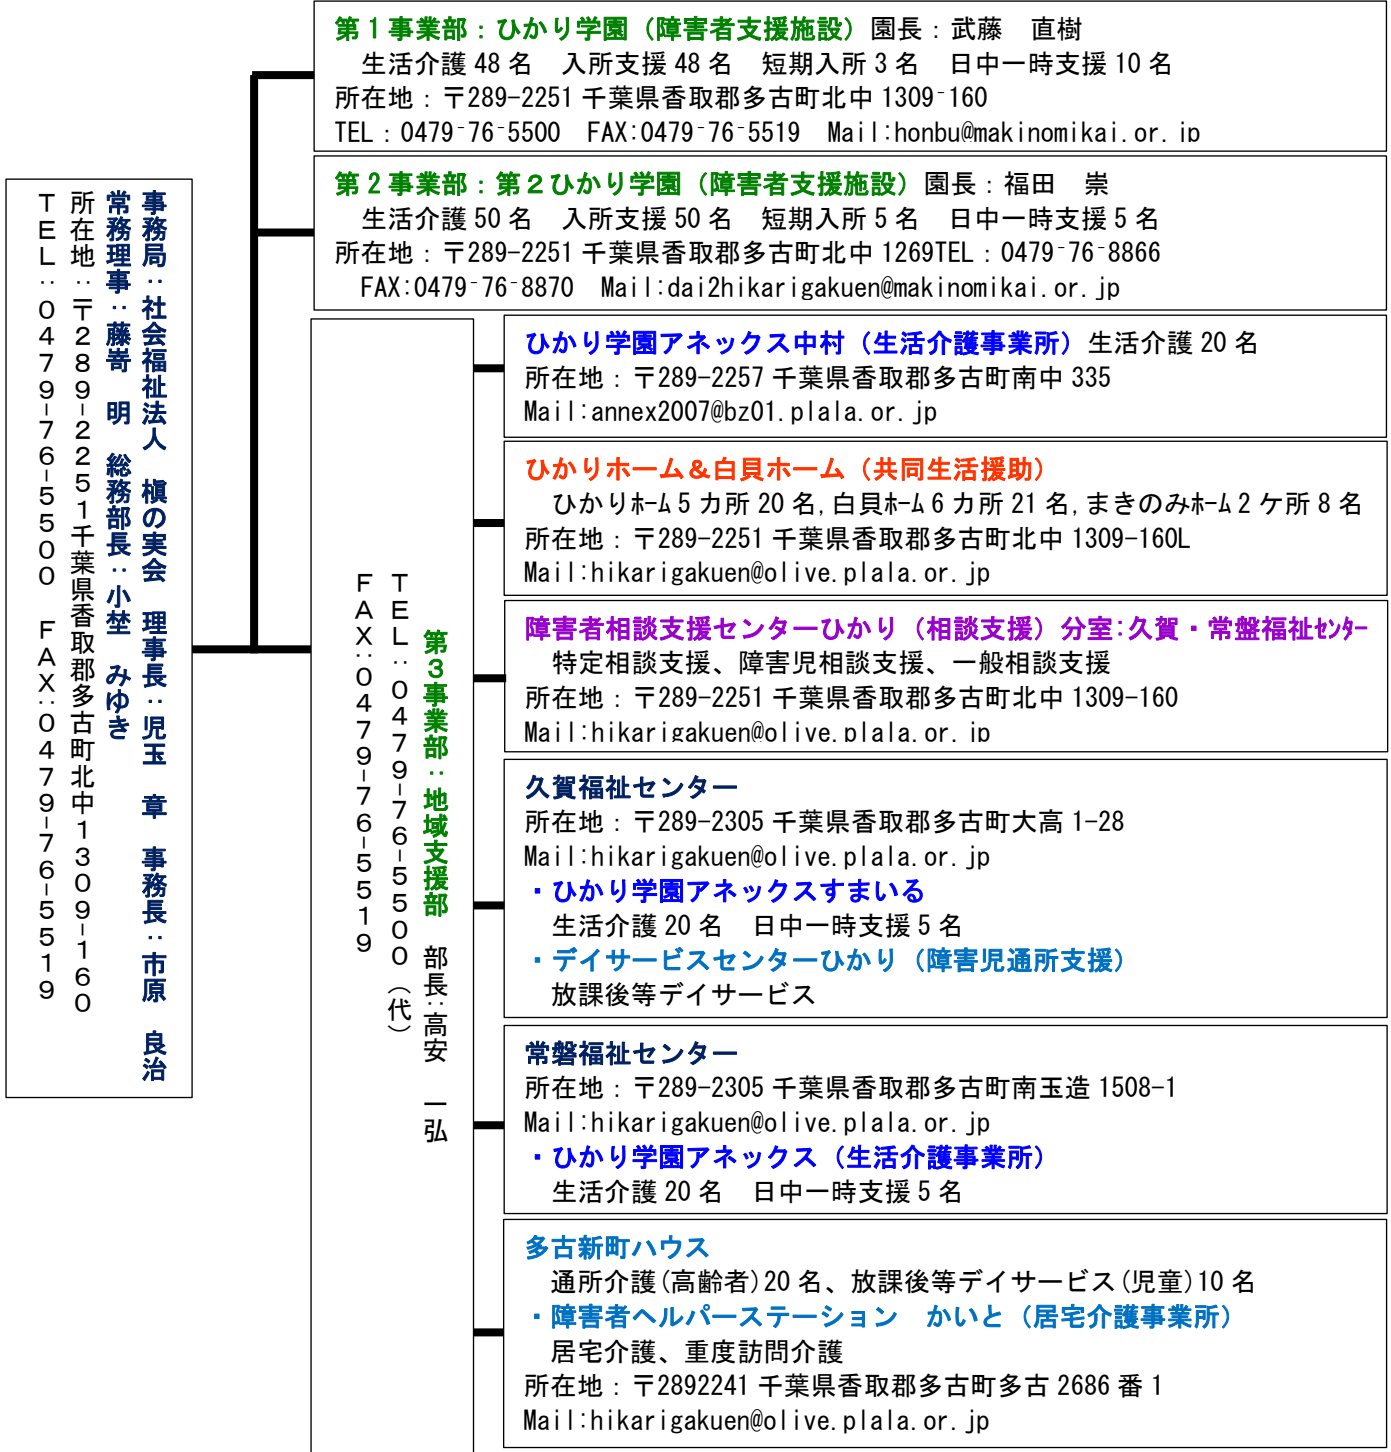 事務局：社会福祉法人　槇の実会　理事長：児玉　章　事務長：市原　良治
常務理事：藤嵜　明　総務部長：小埜　みゆき
所在地：〒２８９-２２５１千葉県香取郡多古町北中１３０９-１６０
ＴＥＬ：０４７９-７６-５５００　ＦＡＸ：０４７９-７６-５５１９
第１事業部：ひかり学園（障害者支援施設）園長：武藤　直樹
生活介護 48 名　入所支援 48 名　短期入所 3 名　日中一時支援 10 名
所在地：〒289-2251 千葉県香取郡多古町北中 1309-160
TEL：0479-76-5500　FAX:0479-76-5519　Mail:honbu@makinomikai.or.jp
第 2 事業部：第２ひかり学園（障害者支援施設）園長：福田　崇
生活介護 50 名　入所支援 50 名　短期入所 5 名　日中一時支援 5 名
所在地：〒289-2251 千葉県香取郡多古町北中 1269TEL：0479-76-8866
FAX:0479-76-8870　Mail:dai2hikarigakuen@makinomikai.or.jp
第３事業部：地域支援部　部長：高安　一弘
ＴＥＬ：０４７９-７６-５５００（代）
ＦＡＸ：０４７９-７６-５５１９
ひかり学園アネックス中村（生活介護事業所）生活介護 20 名
所在地：〒289-2257 千葉県香取郡多古町南中 335
Mail:annex2007@bz01.plala.or.jp
ひかりホーム＆白貝ホーム（共同生活援助）
ひかりﾎｰﾑ 5 カ所 20 名,白貝ﾎｰﾑ 6 カ所 21 名,まきのみﾎｰﾑ 2 ケ所 8 名
所在地：〒289-2251 千葉県香取郡多古町北中 1309-160L
Mail:hikarigakuen@olive.plala.or.jp
障害者相談支援センターひかり（相談支援）分室:久賀・常盤福祉ｾﾝﾀｰ
特定相談支援、障害児相談支援、一般相談支援
所在地：〒289-2251 千葉県香取郡多古町北中 1309-160
Mail:hikarigakuen@olive.plala.or.jp
久賀福祉センター
所在地：〒289-2305 千葉県香取郡多古町大高 1-28
Mail:hikarigakuen@olive.plala.or.jp
・ひかり学園アネックスすまいる
生活介護 20 名　日中一時支援 5 名
・デイサービスセンターひかり（障害児通所支援）
放課後等デイサービス
常磐福祉センター
所在地：〒289-2305 千葉県香取郡多古町南玉造 1508-1
Mail:hikarigakuen@olive.plala.or.jp
・ひかり学園アネックス（生活介護事業所）
生活介護 20 名　日中一時支援 5 名
多古新町ハウス
通所介護(高齢者)20 名、放課後等デイサービス(児童)10 名
・障害者ヘルパーステーション　かいと（居宅介護事業所）
居宅介護、重度訪問介護
所在地：〒2892241 千葉県香取郡多古町多古 2686 番 1
Mail:hikarigakuen@olive.plala.or.jp